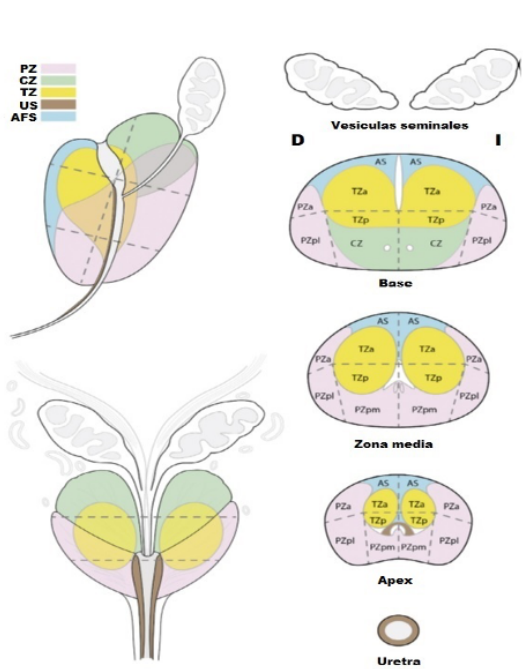 PZ
CZ
TZ
US
AFS
Vesiculas seminales
D I
AS AS
TZa TZa
PZa PZa
TZp TZp
PZpl CZ CZ PZpl
Base
AS AS
TZa TZa
PZa PZa
TZp TZp
PZpl PZpl
PZpm PZpm
Zona media
AS AS
PZa TZa TZa PZa
TZp TZp
PZpl PZpm PZpm PZpl
Apex
Uretra